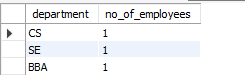 department no_of_employees
CS 1
SE 1
BBA 1